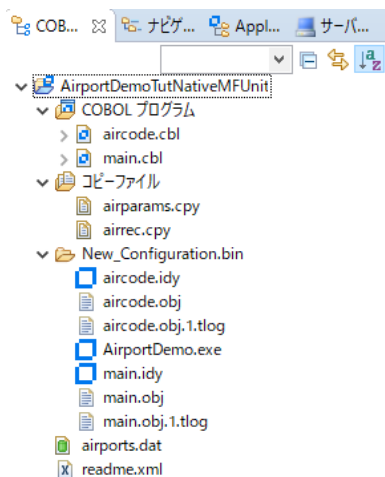 COB... ナビゲ... Appl... サーバ...
AirportDemoTutNativeMFUnit
COBOL プログラム
aircode.cbl
main.cbl
コピーファイル
airparams.cpy
airrec.cpy
New_Configuration.bin
aircode.idy
aircode.obj
aircode.obj.1.tlog
AirportDemo.exe
main.idy
main.obj
main.obj.1.tlog
airports.dat
readme.xml